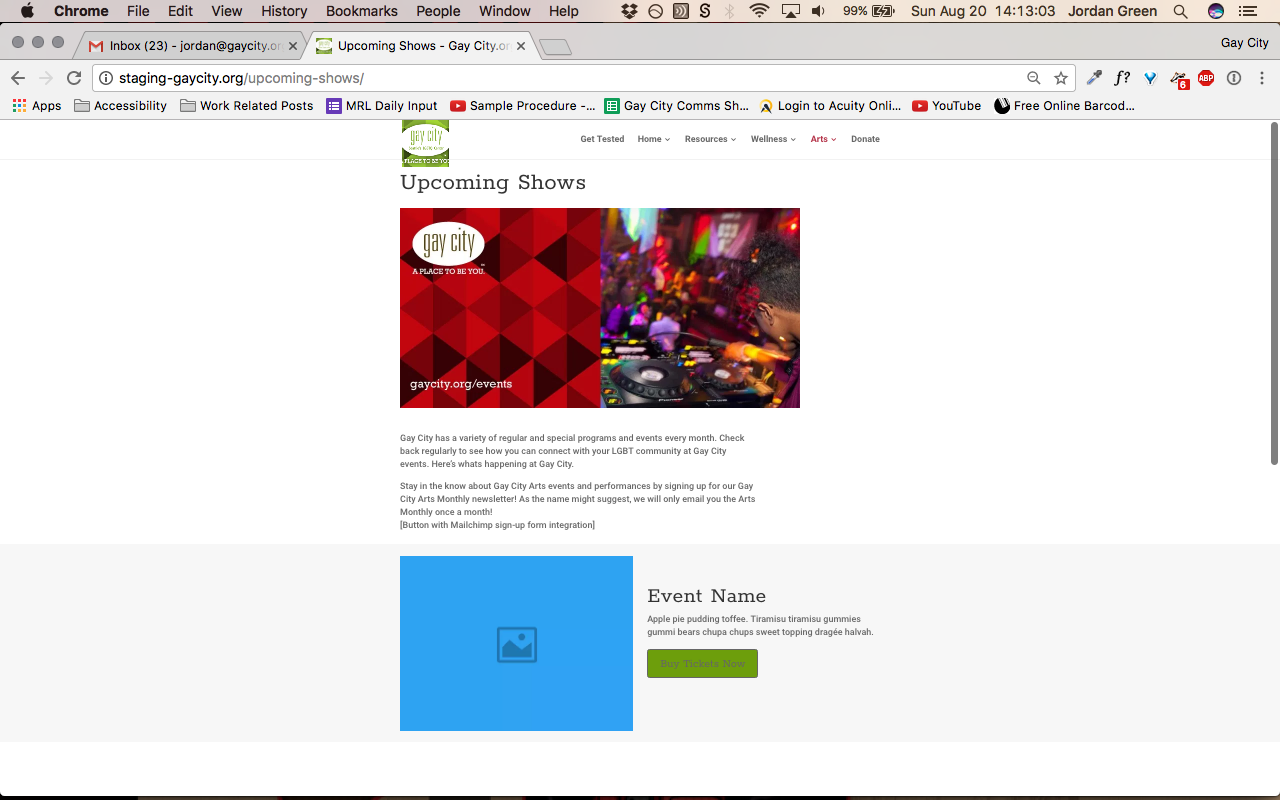 Chrome File Edit View History Bookmarks People Window Help 99% Sun Aug 20 14:13:03 Jordan Green
Inbox (23) - jordan@gaycity.or Upcoming Shows - Gay City.or Gay City
staging-gaycity.org/upcoming-shows/ f? ABP 6
Apps Accessibility Work Related Posts MRL Daily Input Sample Procedure -... Gay City Comms Sh... Login to Acuity Onli... YouTube Free Online Barcod...
gay city
A PLACE TO BE YOU
Get Tested Home Resources Wellness Arts Donate
Upcoming Shows
gay city
A PLACE TO BE YOU.
gaycity.org/events
Gay City has a variety of regular and special programs and events every month. Check
back regularly to see how you can connect with your LGBT community at Gay City
events. Here's whats happening at Gay City.
Stay in the know about Gay City Arts events and performances by signing up for our Gay
City Arts Monthly newsletter! As the name might suggest, we will only email you the Arts
Monthly once a month!
[Button with Mailchimp sign-up form integration]
Event Name
Apple pie pudding toffee. Tiramisu tiramisu gummies
gummi bears chupa chups sweet topping dragée halvah.
Buy Tickets Now